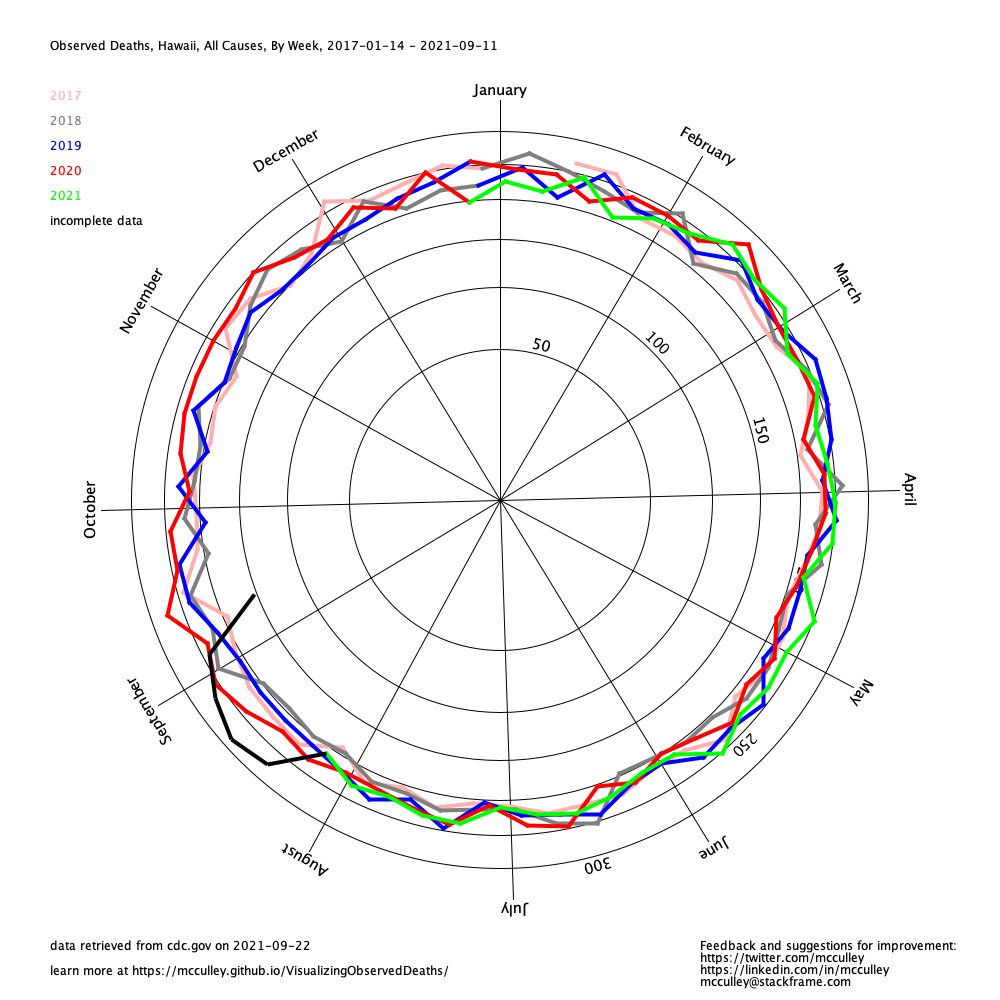 Observed Deaths, Hawaii, All Causes, By Week, 2017-01-14 - 2021-09-11
2017
2018
2019
2020
2021
incomplete data
January
February
March
April
May
June
July
August
September
October
November
December
50
100
150
250
300
data retrieved from cdc.gov on 2021-09-22
learn more at https://mcculley.github.io/VisualizingObservedDeaths/
Feedback and suggestions for improvement:
https://twitter.com/mcculley
https://linkedin.com/in/mcculley
mcculley@stackframe.com